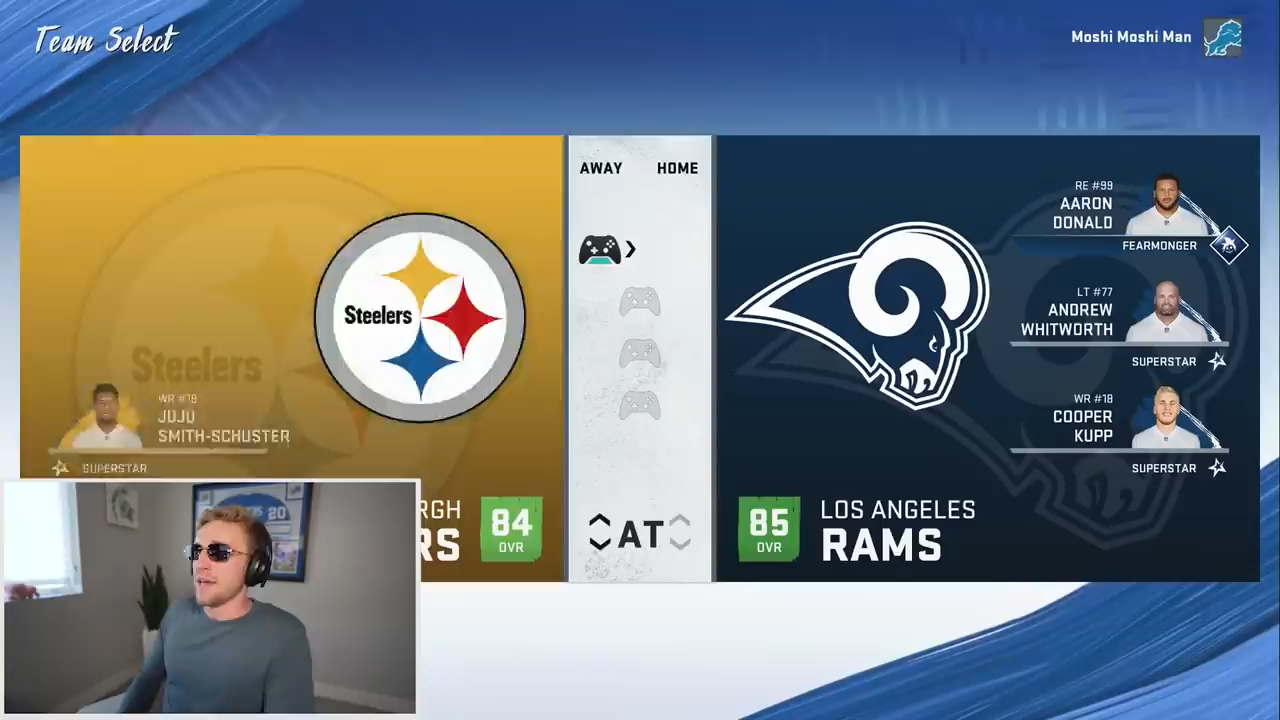 Team Select
Moshi Moshi Man
AWAY HOME
Steelers
Steelers
WR #19
JUJU
SMITH-SCHUSTER
SUPERSTAR
RGH
RS
84
OVR
AT
RE #99
AARON
DONALD
FEARMONGER
LT #77
ANDREW
WHITWORTH
SUPERSTAR
WR #18
COOPER
KUPP
SUPERSTAR
85
OVR
LOS ANGELES
RAMS
20